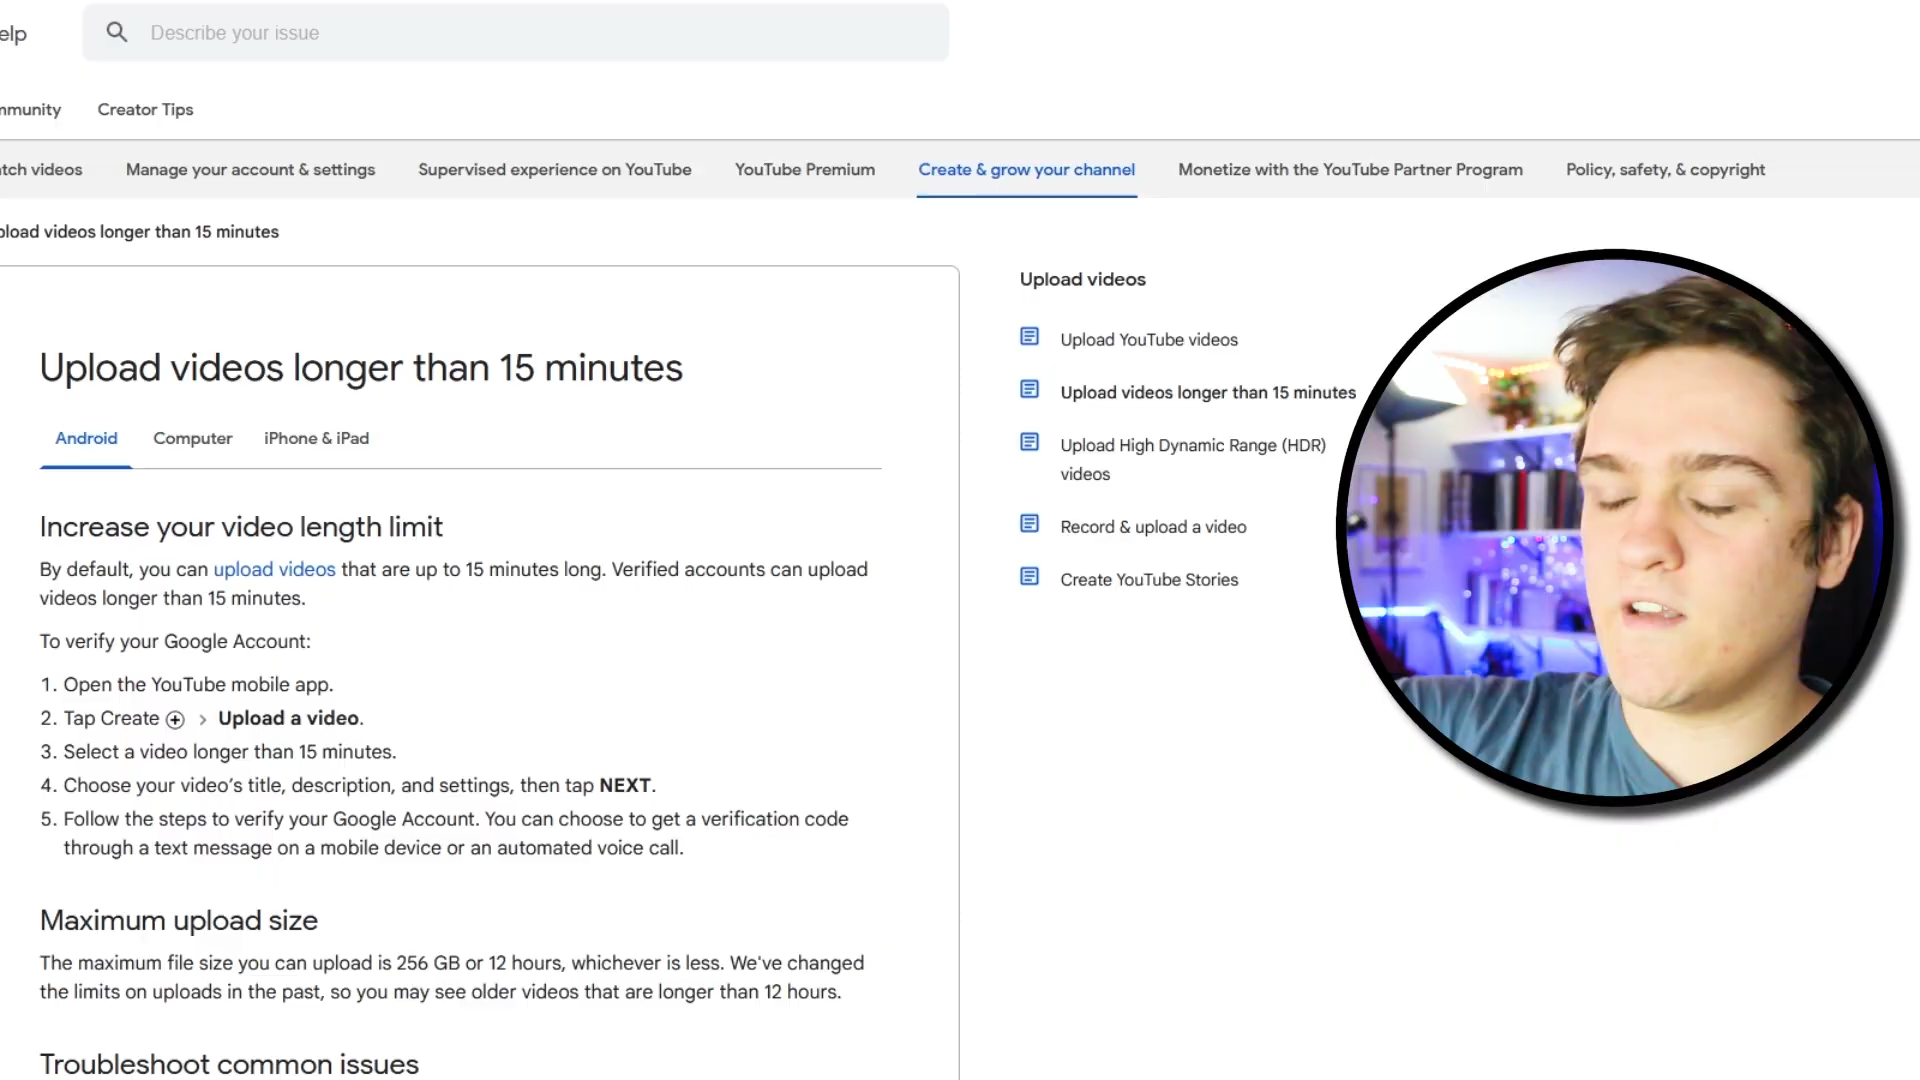 elp
Describe your issue
mmunity Creator Tips
tch videos Manage your account & settings Supervised experience on YouTube YouTube Premium Create & grow your channel Monetize with the YouTube Partner Program Policy, safety, & copyright
pload videos longer than 15 minutes
Upload videos longer than 15 minutes
Android Computer iPhone & iPad
Increase your video length limit
By default, you can upload videos that are up to 15 minutes long. Verified accounts can upload
videos longer than 15 minutes.
To verify your Google Account:
1. Open the YouTube mobile app.
2. Tap Create > Upload a video.
3. Select a video longer than 15 minutes.
4. Choose your video’s title, description, and settings, then tap NEXT.
5. Follow the steps to verify your Google Account. You can choose to get a verification code
through a text message on a mobile device or an automated voice call.
Maximum upload size
The maximum file size you can upload is 256 GB or 12 hours, whichever is less. We've changed
the limits on uploads in the past, so you may see older videos that are longer than 12 hours.
Troubleshoot common issues
Upload videos
Upload YouTube videos
Upload videos longer than 15 minutes
Upload High Dynamic Range (HDR)
videos
Record & upload a video
Create YouTube Stories